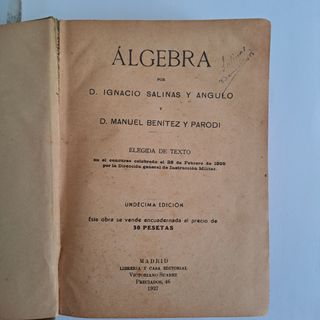 ÁLGEBRA
POR
D. IGNACIO SALINAS Y ANGULO
Y
D. MANUEL BENÍTEZ Y PARODI
ELEGIDA DE TEXTO
en el concurso celebrado el 28 de Febrero de
por la Dirección general de Instrucción Militar.
UNDÉCIMA EDICIÓN
Esta obra se vende encuadernada al precio de
30 PESETAS
MADRID
LIBRERÍA Y CASA EDITORIAL
VICTORIANO SUÁREZ
PRECIADOS, 46
1927